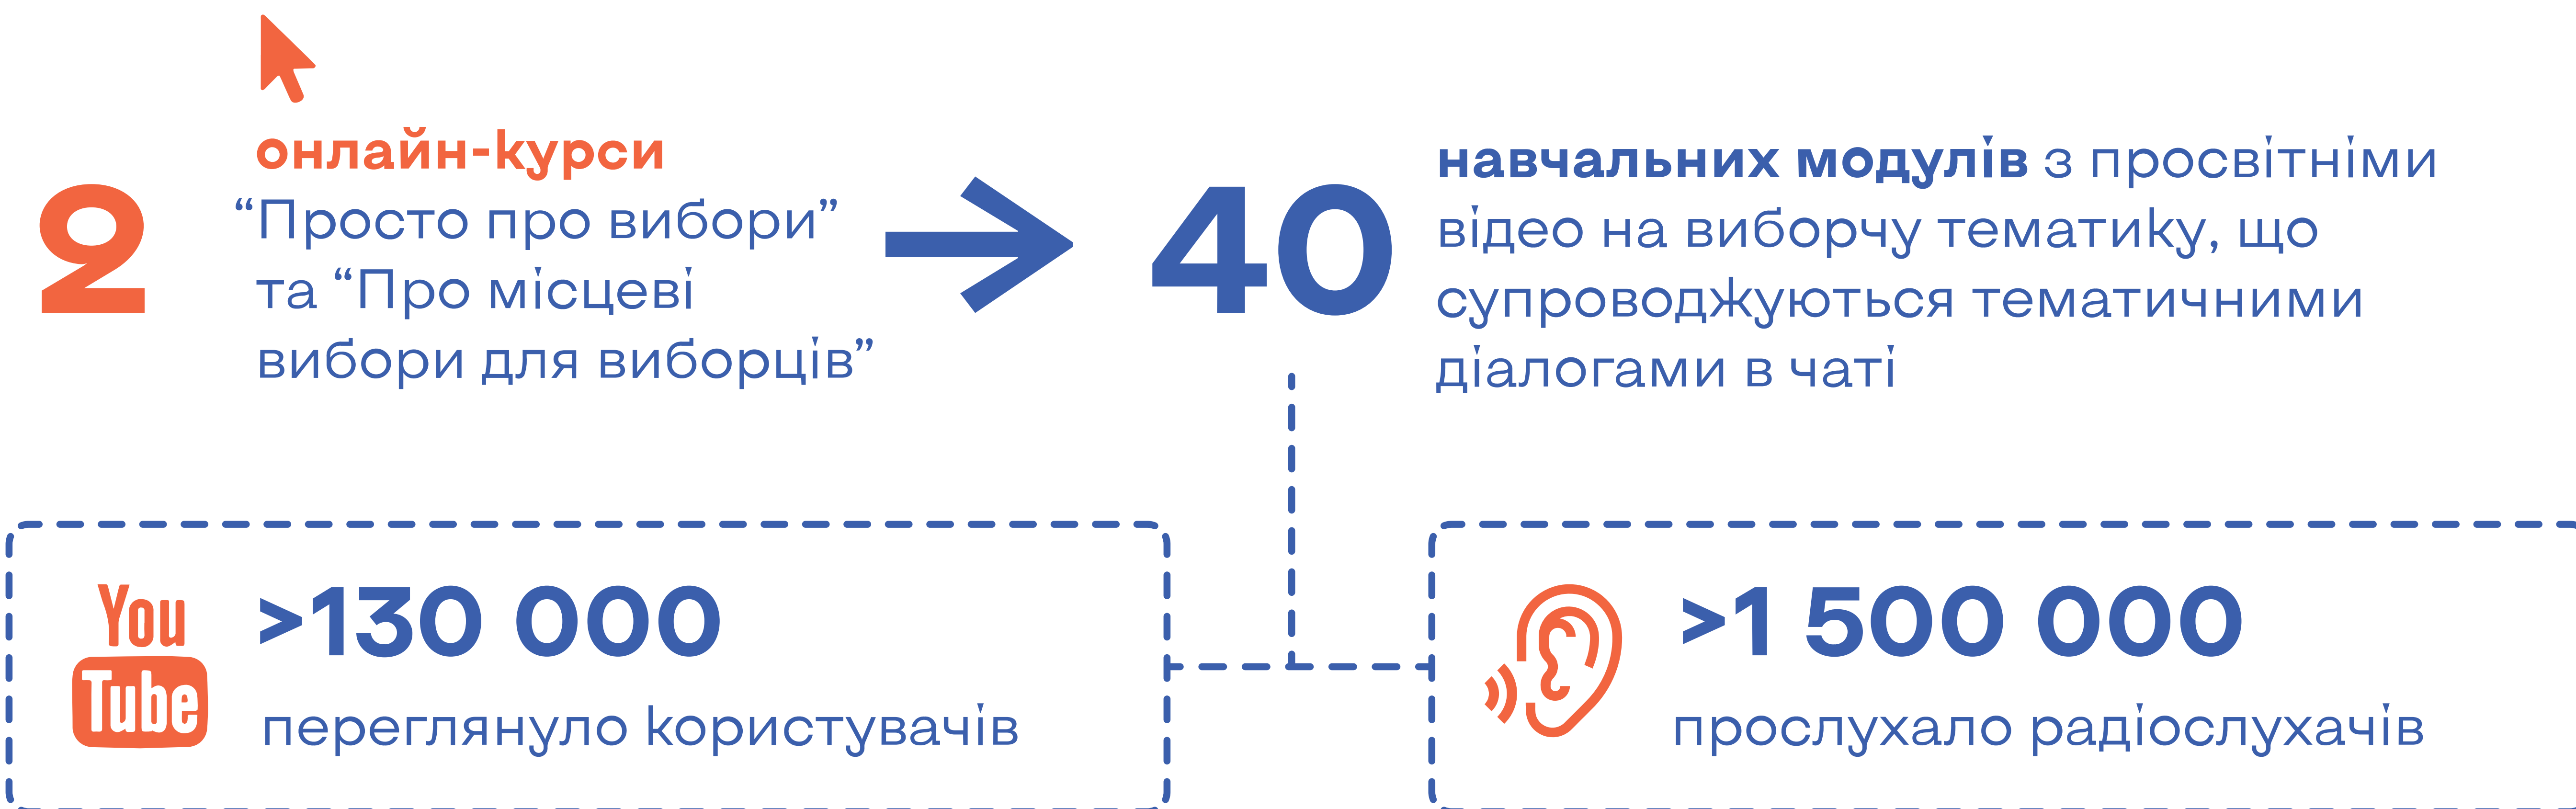 2
онлайн-курси
“Просто про вибори”
та “Про місцеві
вибори для виборців”
40
навчальних модулів з просвітніми
відео на виборчу тематику, що
супроводжуються тематичними
діалогами в чаті
You
Tube
>130 000
переглянуло користувачів
>1 500 000
прослухало радіослухачів